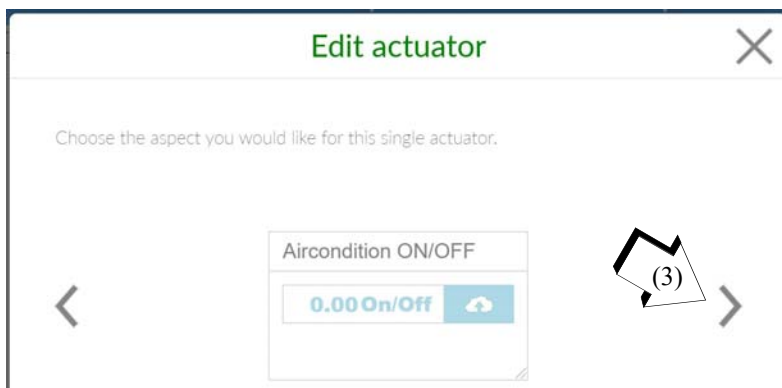 Edit actuator
Choose the aspect you would like for this single actuator.
Aircondition ON/OFF
(3)
0.00 On/Off